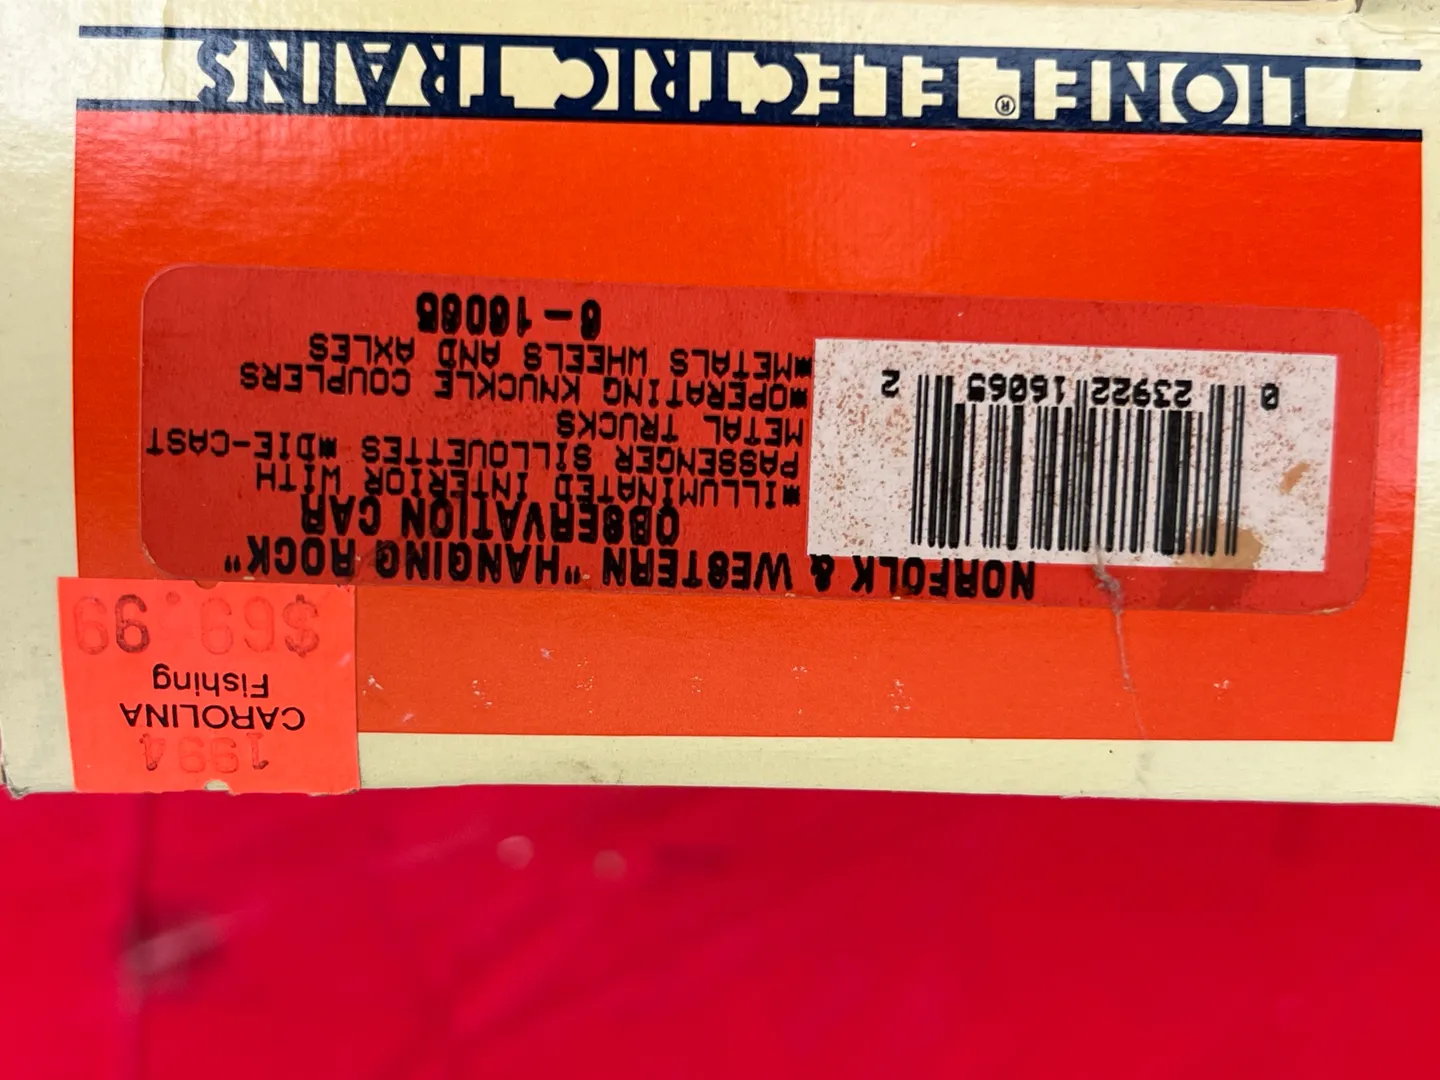 LIONEL® ELECTRIC TRAINS
NORFOLK & WESTERN "HANGING ROCK"
OBSERVATION CAR
*ILLUMINATED INTERIOR WITH
PASSENGER SILLOUETTES *DIE-CAST
METAL TRUCKS
*OPERATING KNUCKLE COUPLERS
*METALS WHEELS AND AXLES
6-16065
0 23922 16065 2
1994
CAROLINA
Fishing
$69.99